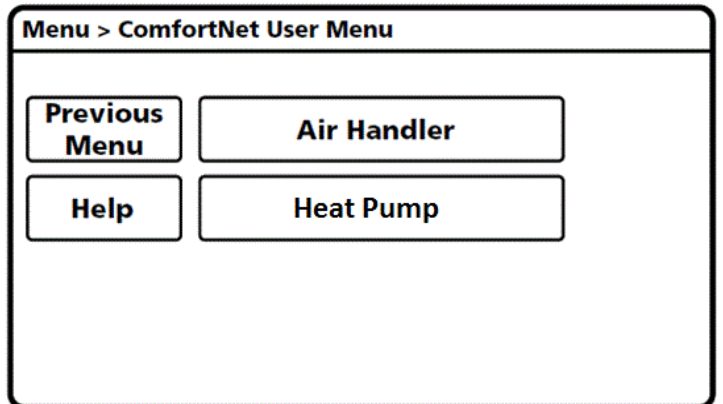 Menu > ComfortNet User Menu
Previous
Menu
Air Handler
Help
Heat Pump